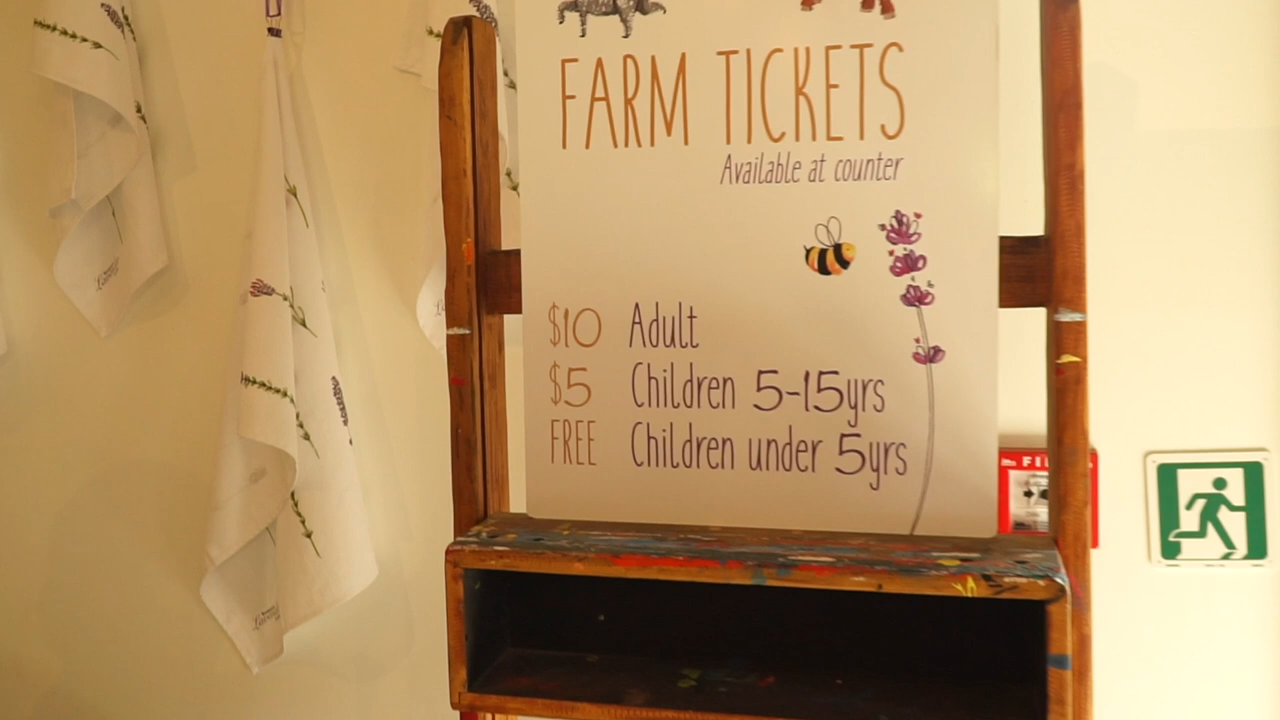 FARM TICKETS
Available at counter
$10 Adult
$5 Children 5-15yrs
FREE Children under 5yrs